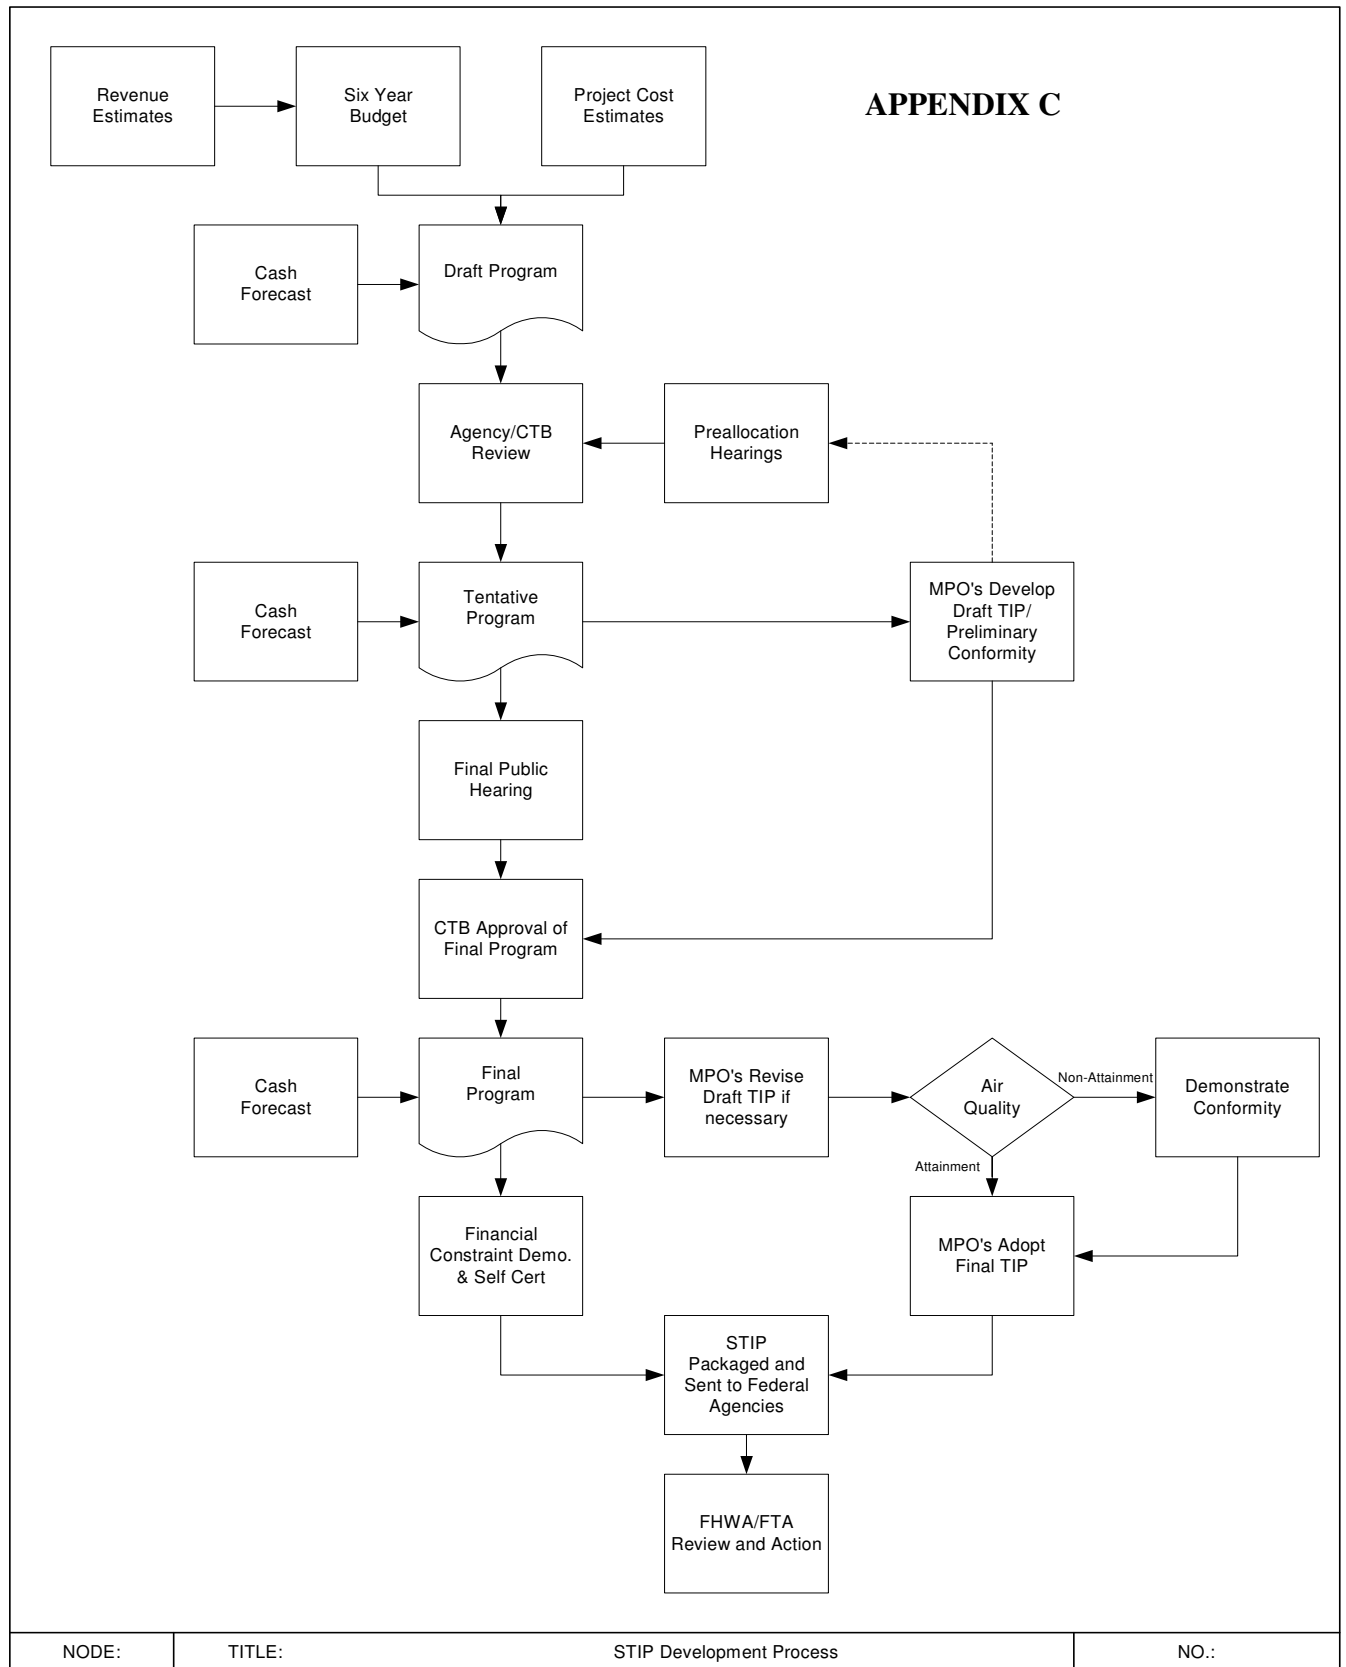 APPENDIX C
Revenue
Estimates
Six Year
Budget
Project Cost
Estimates
Cash
Forecast
Draft Program
Agency/CTB
Review
Preallocation
Hearings
Cash
Forecast
Tentative
Program
MPO's Develop
Draft TIP/
Preliminary
Conformity
Final Public
Hearing
CTB Approval of
Final Program
Cash
Forecast
Final
Program
MPO's Revise
Draft TIP if
necessary
Air
Quality
Non-Attainment
Demonstrate
Conformity
Attainment
Financial
Constraint Demo.
& Self Cert
MPO's Adopt
Final TIP
STIP
Packaged and
Sent to Federal
Agencies
FHWA/FTA
Review and Action
NODE:
TITLE:
STIP Development Process
NO.: